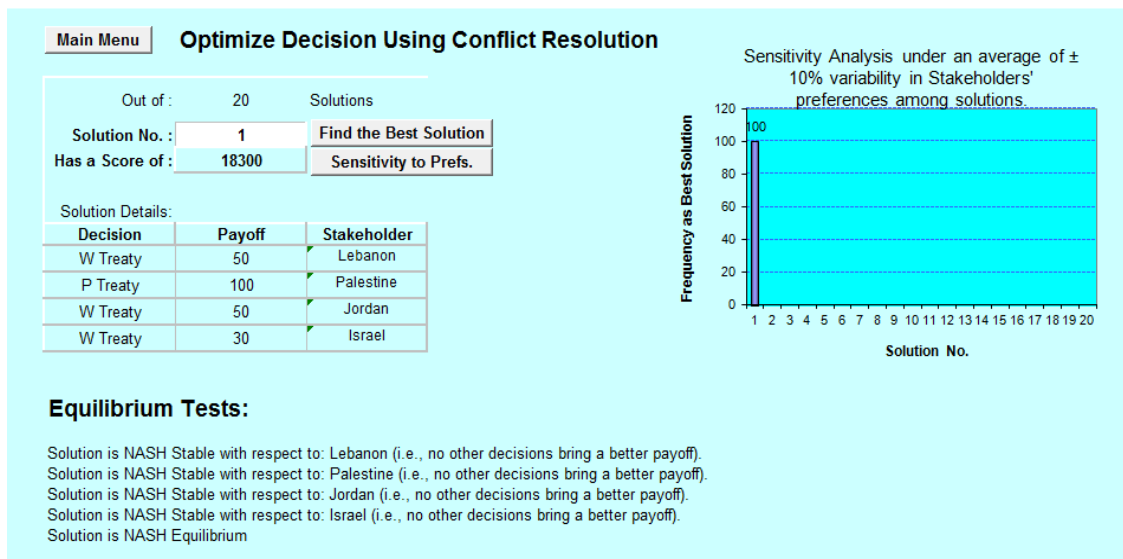 Main Menu
Optimize Decision Using Conflict Resolution
Out of : 20 Solutions
Solution No. : 1 Find the Best Solution
Has a Score of : 18300 Sensitivity to Prefs.
Solution Details:
Decision Payoff Stakeholder
W Treaty 50 Lebanon
P Treaty 100 Palestine
W Treaty 50 Jordan
W Treaty 30 Israel
Sensitivity Analysis under an average of ±
10% variability in Stakeholders'
preferences among solutions.
Frequency as Best Solution
120
100
80
60
40
20
0
100
1 2 3 4 5 6 7 8 9 10 11 12 13 14 15 16 17 18 19 20
Solution No.
Equilibrium Tests:
Solution is NASH Stable with respect to: Lebanon (i.e., no other decisions bring a better payoff).
Solution is NASH Stable with respect to: Palestine (i.e., no other decisions bring a better payoff).
Solution is NASH Stable with respect to: Jordan (i.e., no other decisions bring a better payoff).
Solution is NASH Stable with respect to: Israel (i.e., no other decisions bring a better payoff).
Solution is NASH Equilibrium